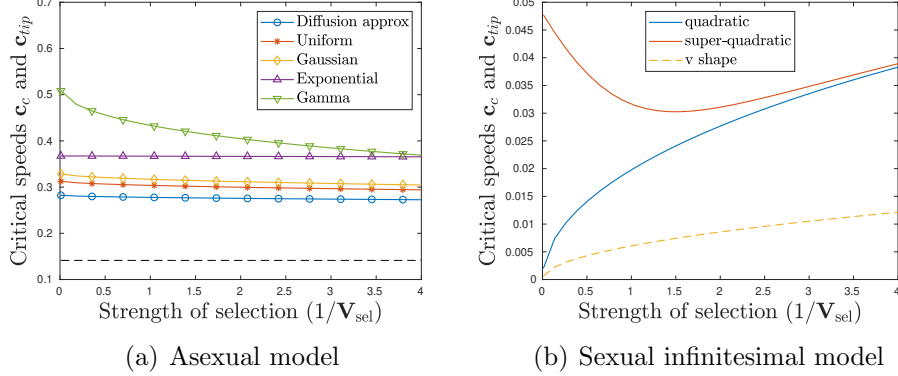 Critical speeds c_c and c_tip
0.7
0.6
0.5
0.4
0.3
0.2
0.1
Diffusion approx
Uniform
Gaussian
Exponential
Gamma
0 0.5 1 1.5 2 2.5 3 3.5 4
Strength of selection (1/V_sel)
(a) Asexual model
Critical speeds c_c and c_tip
0.05
0.045
0.04
0.035
0.03
0.025
0.02
0.015
0.01
0.005
0
quadratic
super-quadratic
v shape
0 0.5 1 1.5 2 2.5 3 3.5 4
Strength of selection (1/V_sel)
(b) Sexual infinitesimal model